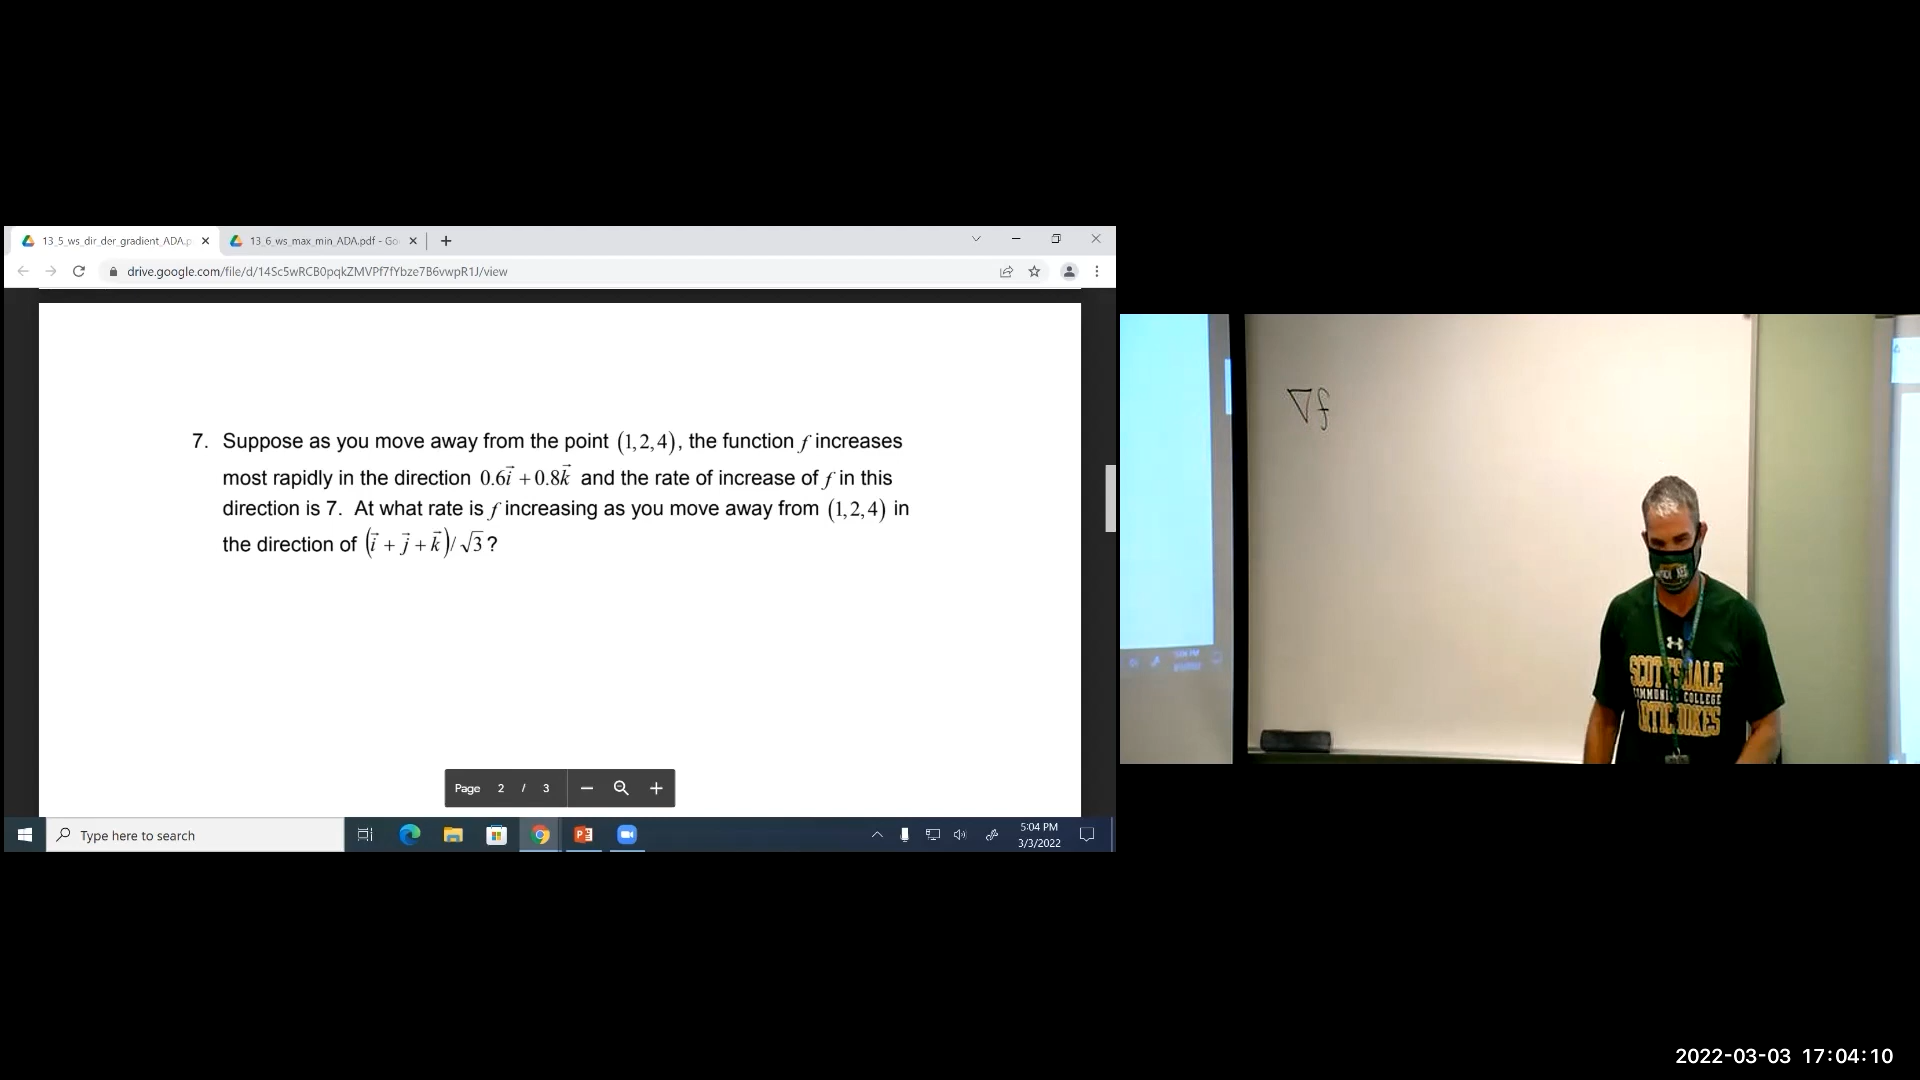 13_5_ws_dir_der_gradient_ADA.p
13_6_ws_max_min_ADA.pdf - Go
drive.google.com/file/d/14Sc5wRCB0pqkZMVPf7fYbze7B6vwpR1J/view
7. Suppose as you move away from the point (1,2,4), the function f increases
most rapidly in the direction 0.6i⃗ + 0.8k⃗ and the rate of increase of f in this
direction is 7. At what rate is f increasing as you move away from (1,2,4) in
the direction of (i⃗ + j⃗ + k⃗)/√3?
Page 2 / 3
Type here to search
5:04 PM
3/3/2022
∇f
SCOTTSDALE
COMMUNITY COLLEGE
ARTICHOKES
2022-03-03 17:04:10